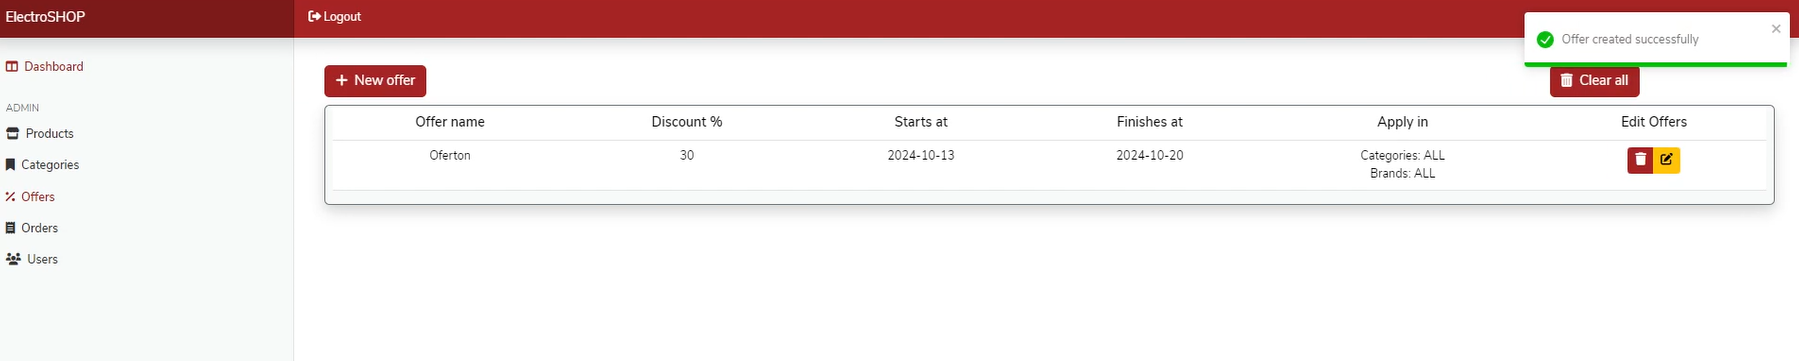 ElectroSHOP
Logout
Offer created successfully
Dashboard
ADMIN
Products
Categories
Offers
Orders
Users
+ New offer
Clear all
Offer name Discount % Starts at Finishes at Apply in Edit Offers
Oferton 30 2024-10-13 2024-10-20 Categories: ALL
Brands: ALL